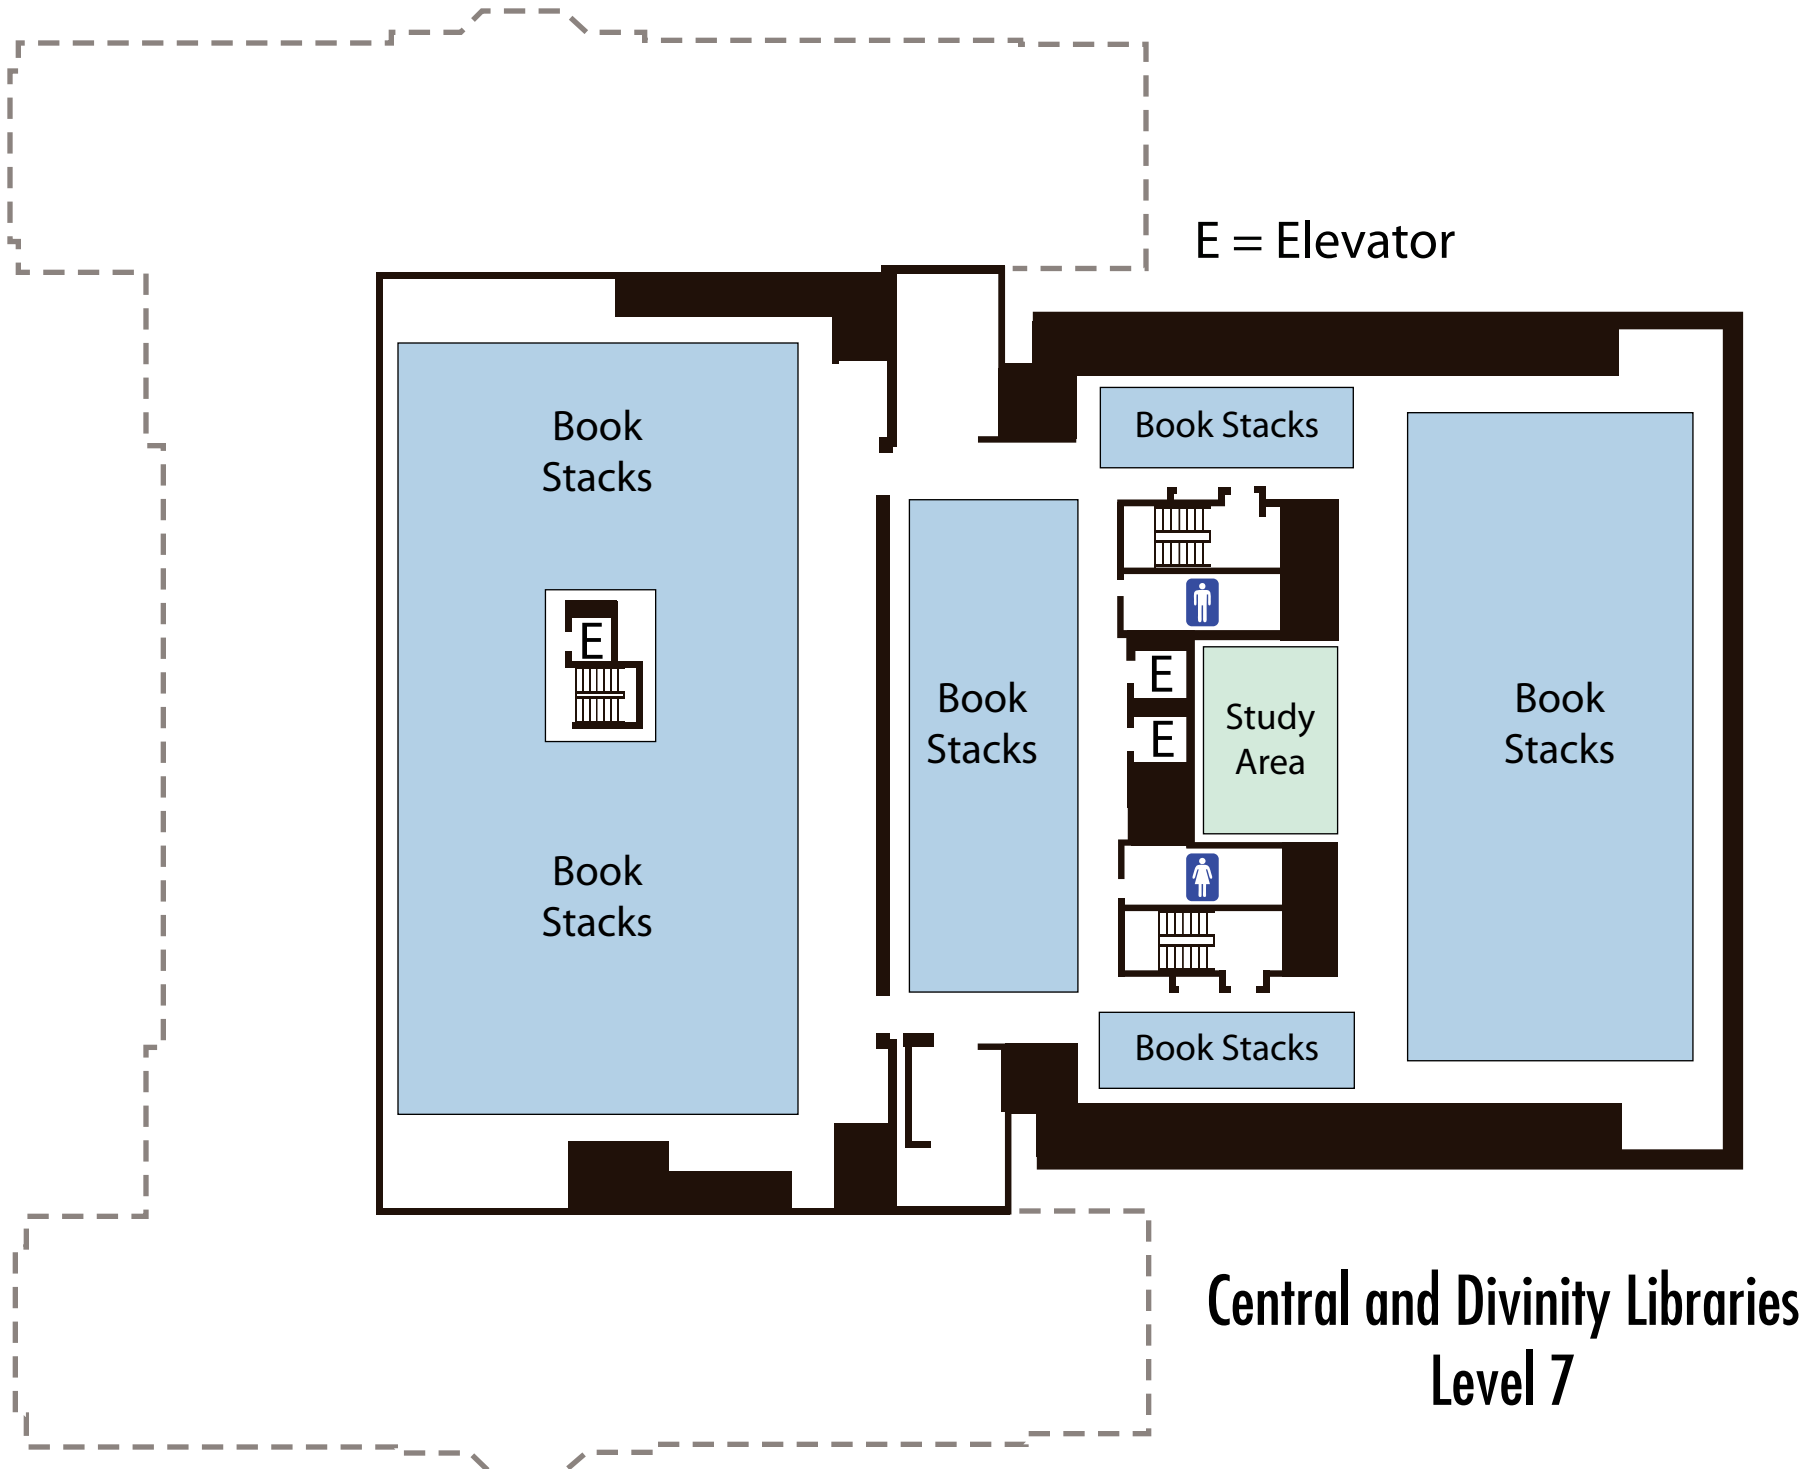 E = Elevator
Book
Stacks
Book Stacks
Book
Stacks
E
E
E
Book
Stacks
Study
Area
Book
Stacks
Book
Stacks
Book Stacks
Central and Divinity Libraries
Level 7